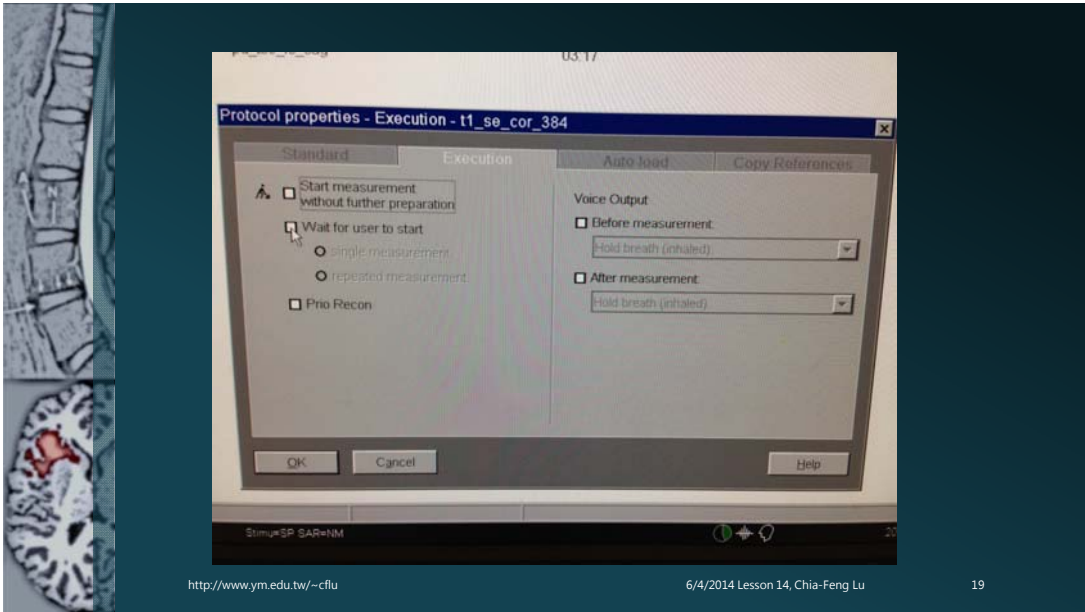 03:17
Protocol properties - Execution - t1_se_cor_384
Standard
Execution
Auto load
Copy References
Start measurement
without further preparation
Wait for user to start
single measurement
repeated measurement
Prio Recon
Voice Output
Before measurement
Hold breath (inhaled)
After measurement
Hold breath (inhaled)
OK
Cancel
Help
Stimu=SP SAR=NM
20
http://www.ym.edu.tw/~cflu
6/4/2014 Lesson 14, Chia-Feng Lu
19